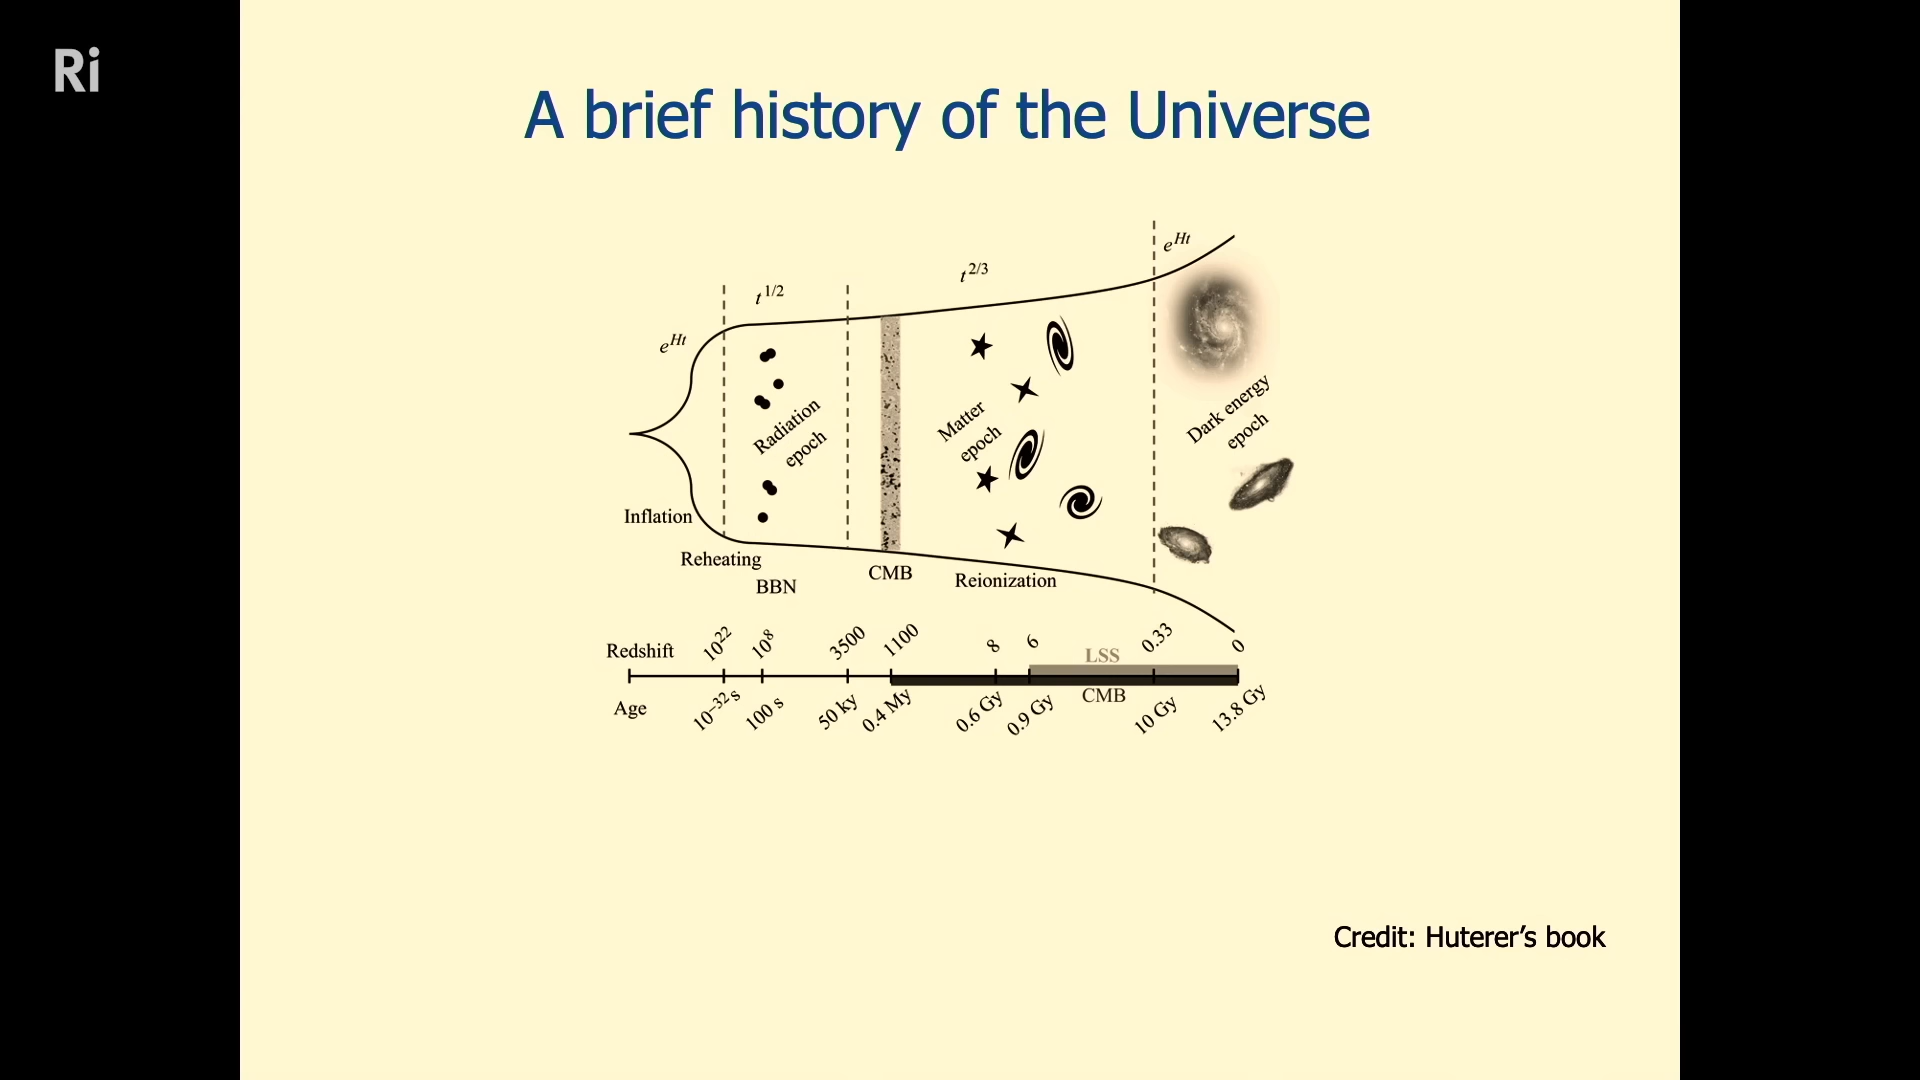 Ri
A brief history of the Universe
e^Ht
t^1/2
t^2/3
e^Ht
Radiation
epoch
Matter
epoch
Dark energy
epoch
Inflation
Reheating
BBN
CMB
Reionization
Redshift 10^22 10^8 3500 1100 8 6 0.33 0
LSS
CMB
Age 10^−32 s 100 s 50 ky 0.4 My 0.6 Gy 0.9 Gy 10 Gy 13.8 Gy
Credit: Huterer’s book